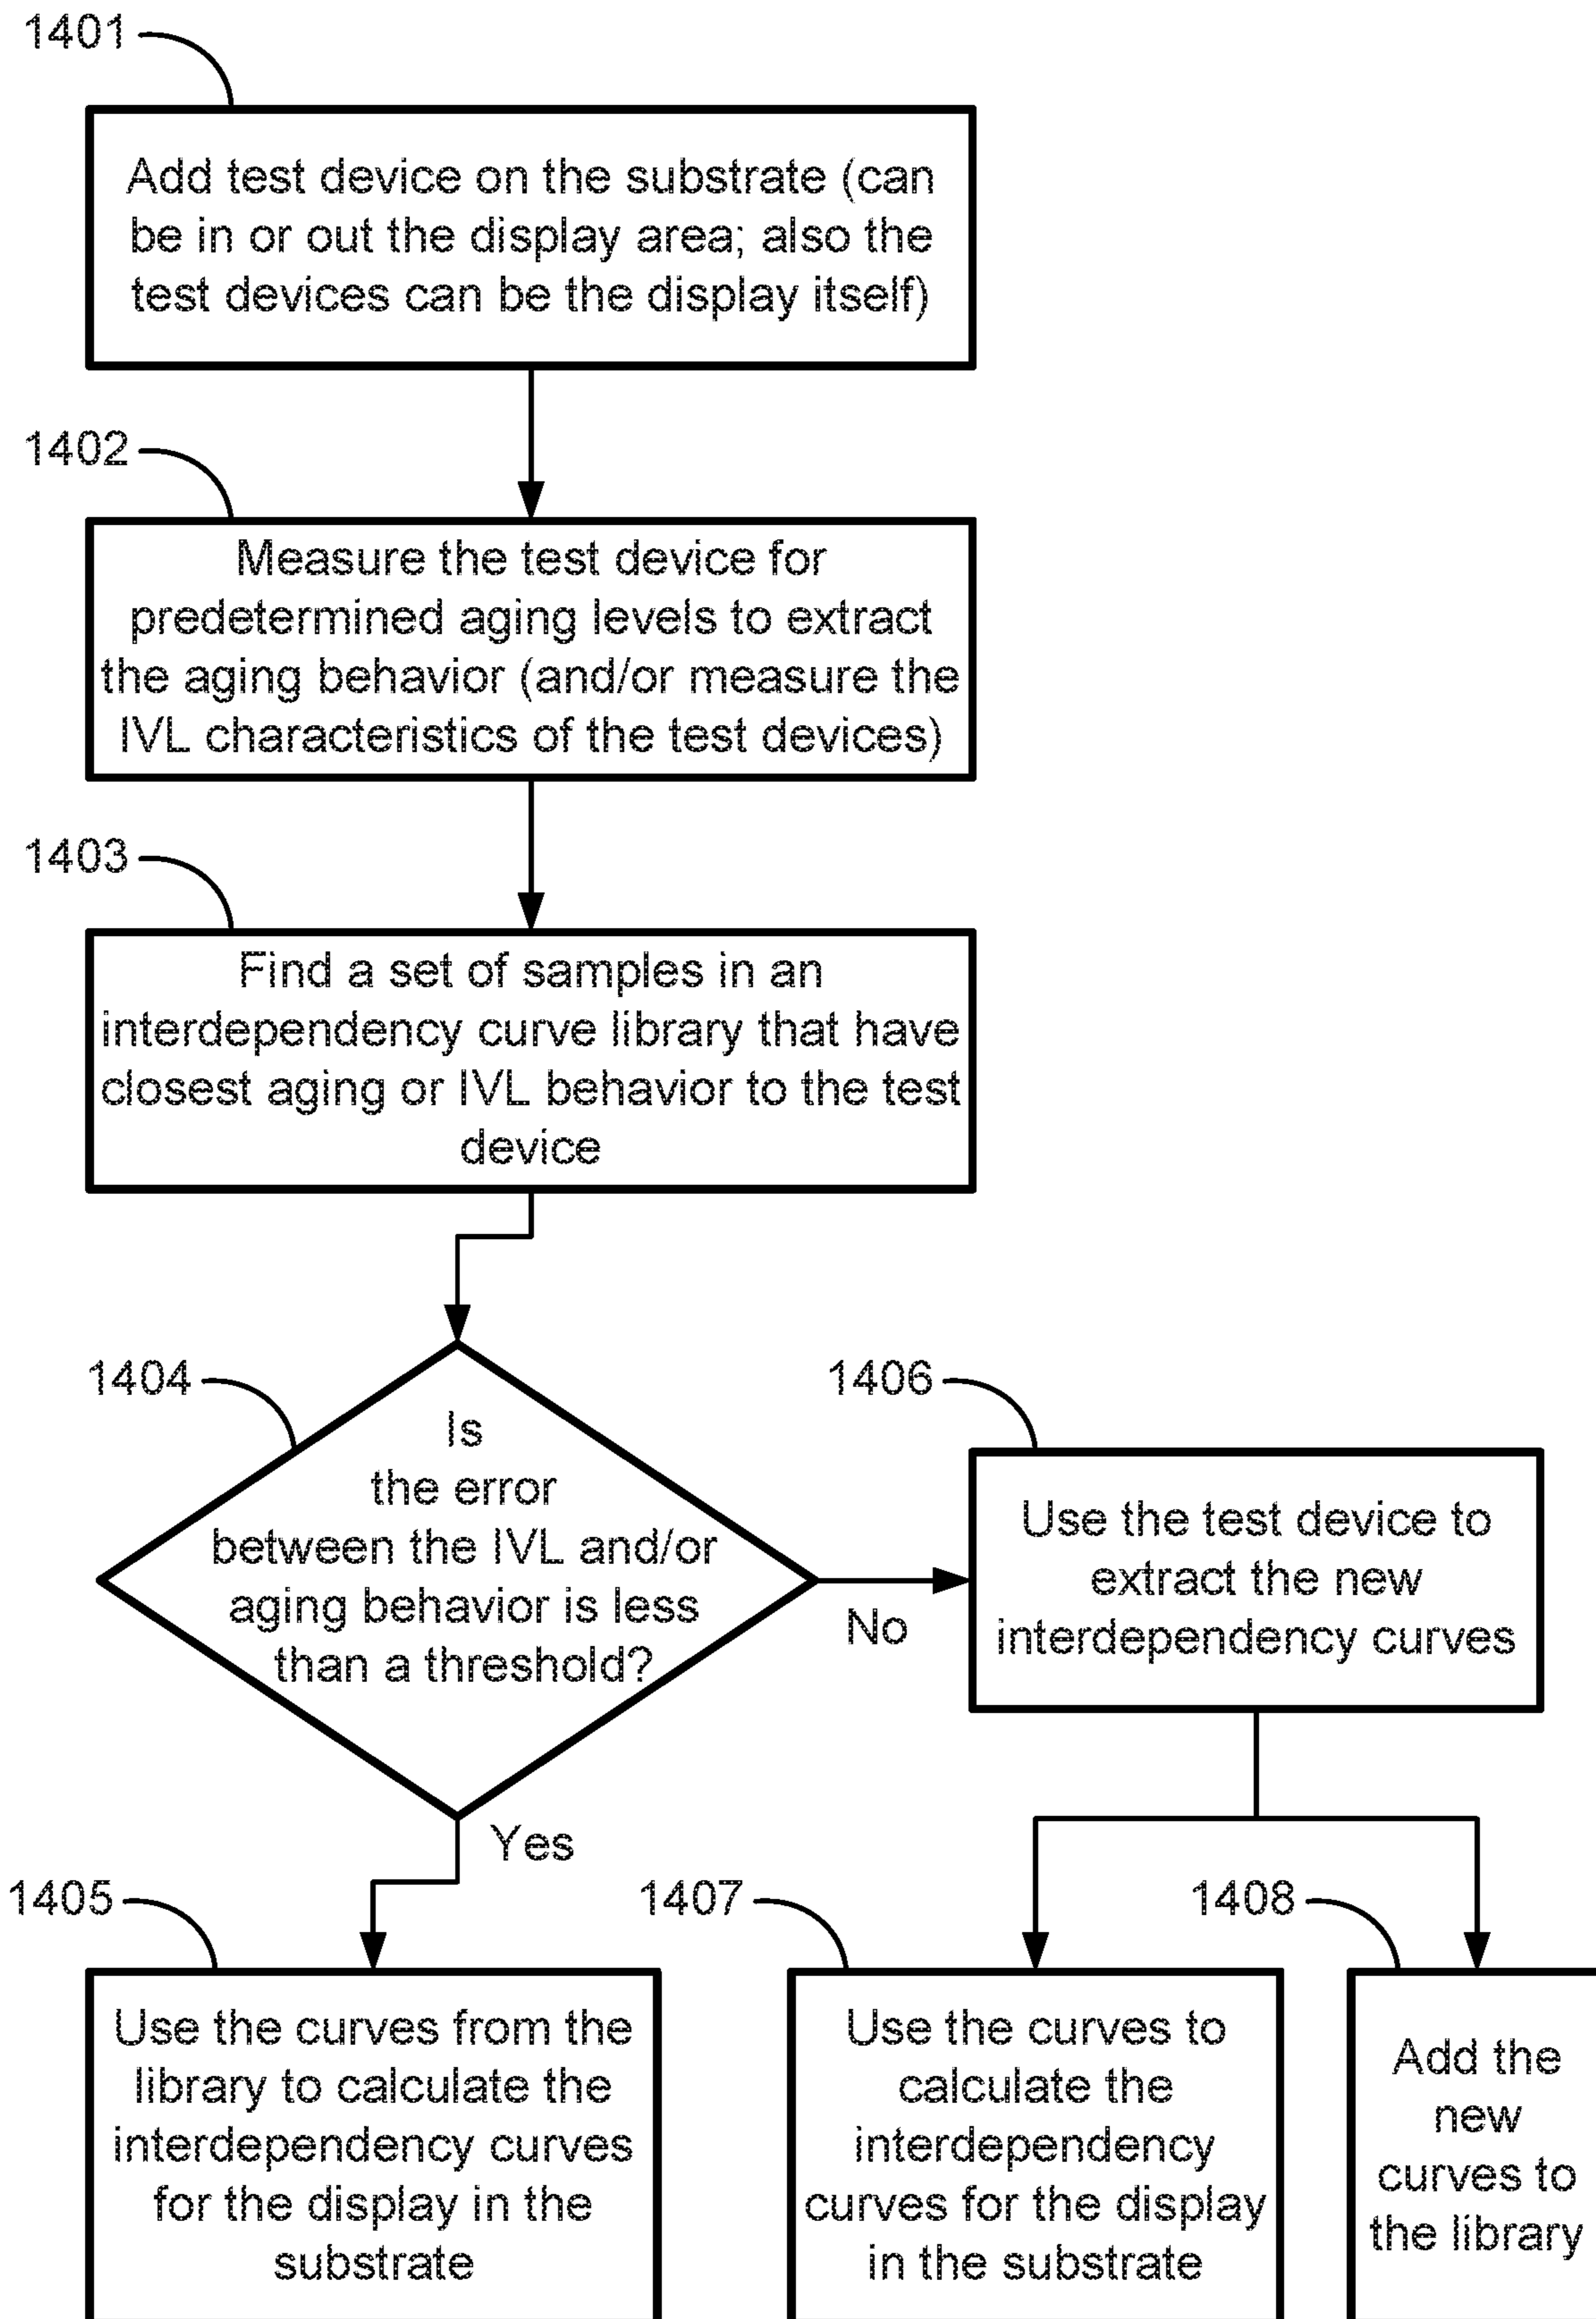 1401
Add test device on the substrate (can
be in or out the display area; also the
test devices can be the display itself)
1402
Measure the test device for
predetermined aging levels to extract
the aging behavior (and/or measure the
IVL characteristics of the test devices)
1403
Find a set of samples in an
interdependency curve library that have
closest aging or IVL behavior to the test
device
1404
Is
the error
between the IVL and/or
aging behavior is less
than a threshold?
No
Yes
1406
Use the test device to
extract the new
interdependency curves
1405
Use the curves from the
library to calculate the
interdependency curves
for the display in the
substrate
1407
Use the curves to
calculate the
interdependency
curves for the display
in the substrate
1408
Add the
new
curves to
the library